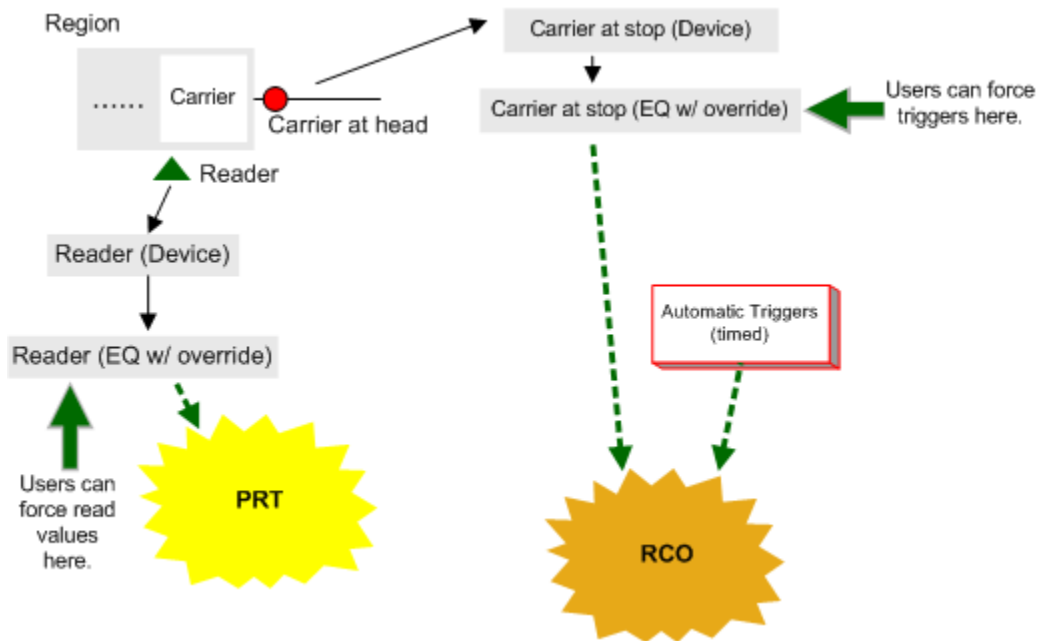 Region
......
Carrier
Carrier at head
Carrier at stop (Device)
Carrier at stop (EQ w/ override)
Users can force
triggers here.
Reader
Reader (Device)
Reader (EQ w/ override)
Automatic Triggers
(timed)
Users can
force read
values
here.
PRT
RCO